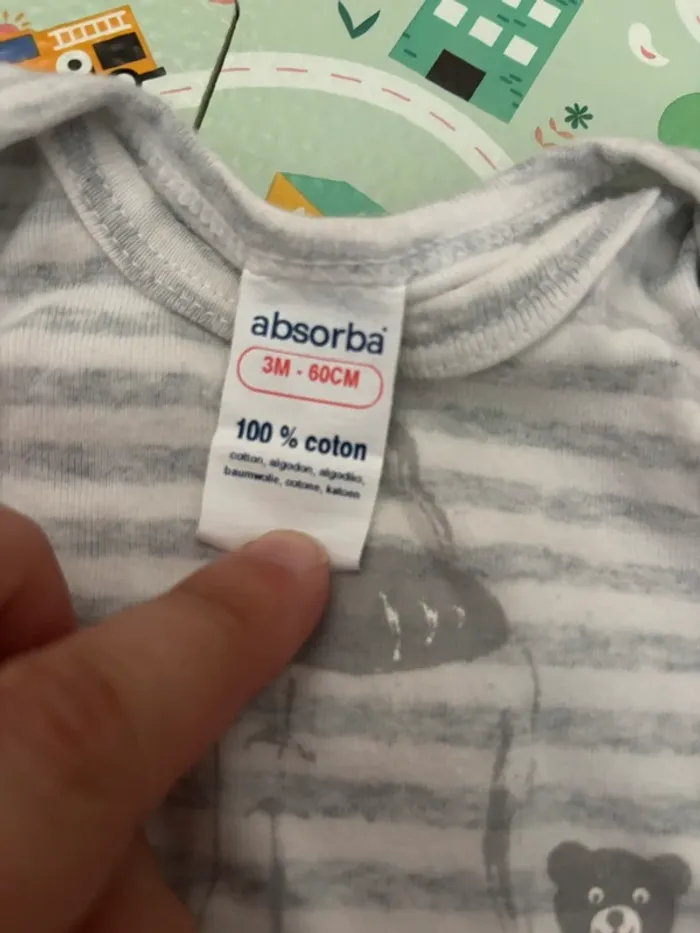 absorba
3M - 60CM
100 % coton
cotton, algodon, algodão,
baumwolle, cotone, katoen